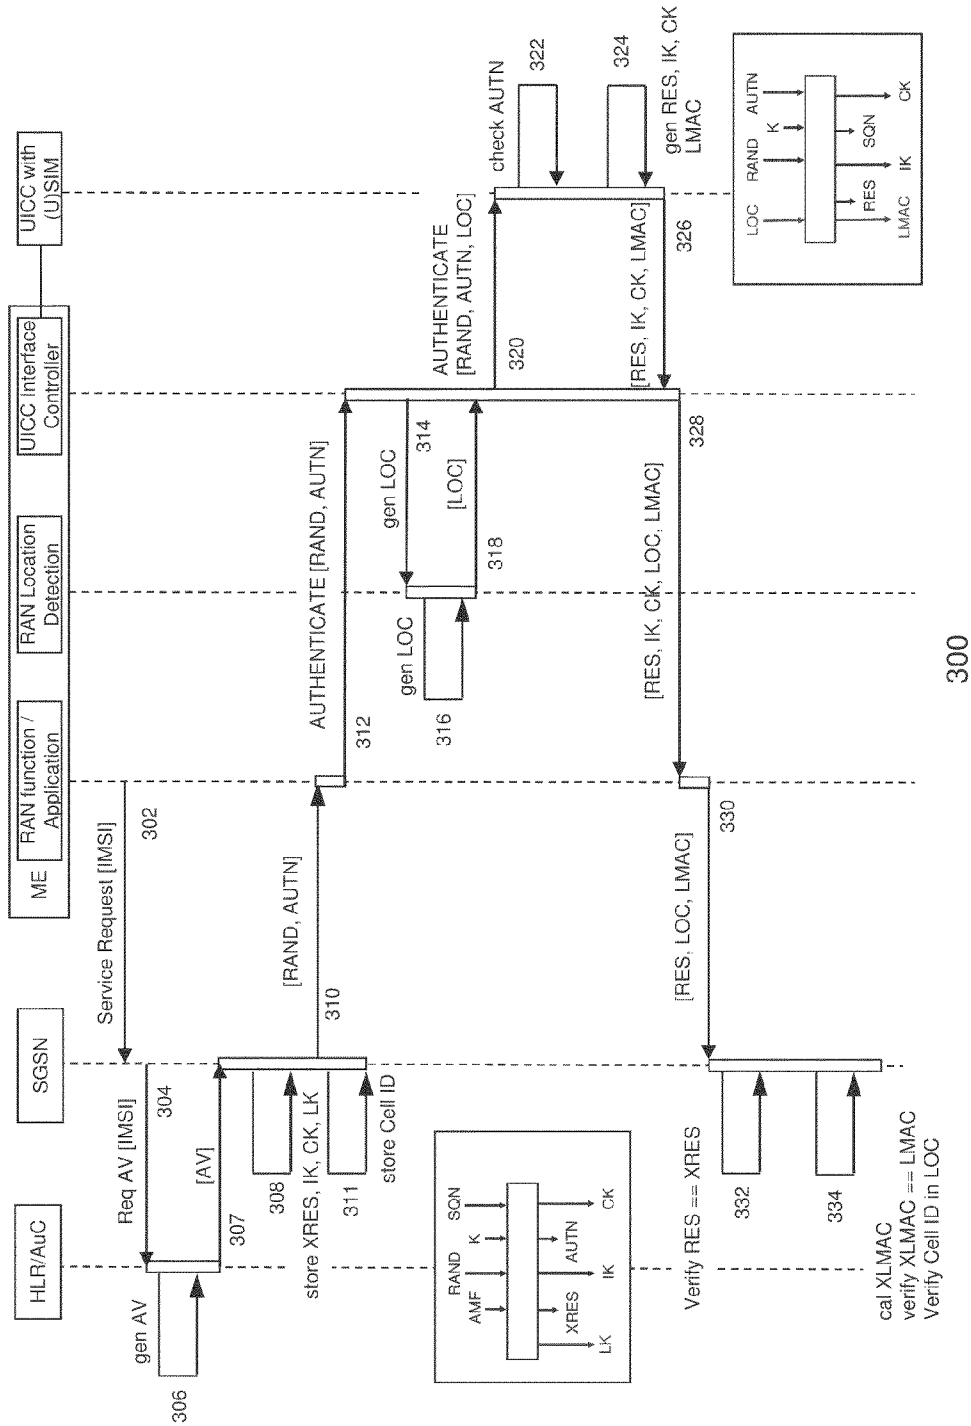 HLR/AuC
SGSN
ME
RAN function /
Application
RAN Location
Detection
UICC Interface
Controller
UICC with
(U)SIM
Service Request [IMSI]
302
Req AV [IMSI]
304
gen AV
306
[AV]
307
308
store XRES, IK, CK, LK
311
store Cell ID
[RAND, AUTN]
310
AUTHENTICATE [RAND, AUTN]
312
gen LOC
314
gen LOC
316
[LOC]
318
AUTHENTICATE
[RAND, AUTN, LOC]
320
check AUTN
322
324
gen RES, IK, CK
LMAC
[RES, IK, CK, LMAC]
326
[RES, IK, CK, LOC, LMAC]
328
[RES, LOC, LMAC]
330
Verify RES == XRES
332
334
cal XLMAC
verify XLMAC == LMAC
Verify Cell ID in LOC
AMF
RAND
K
SQN
LK
XRES
IK
AUTN
CK
LOC
RAND
K
AUTN
LMAC
RES
IK
SQN
CK
300